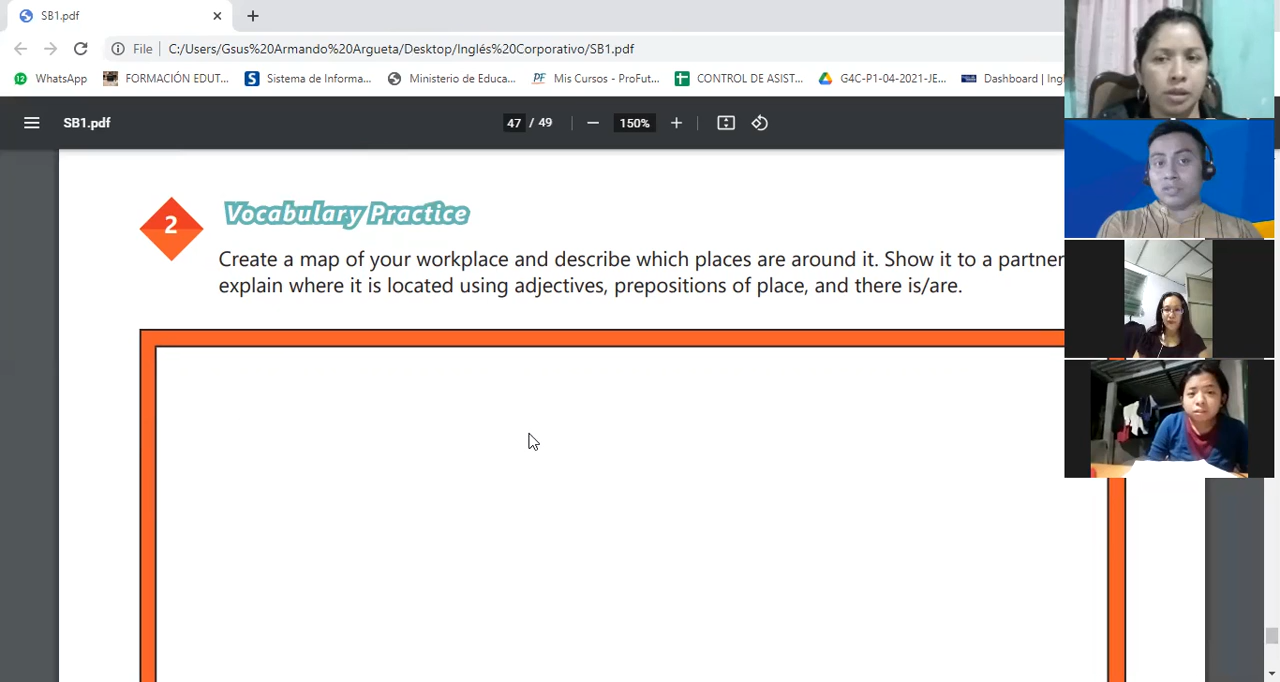 SB1.pdf
File C:/Users/Gsus%20Armando%20Argueta/Desktop/Inglés%20Corporativo/SB1.pdf
12 WhatsApp FORMACIÓN EDUT... S Sistema de Informa... Ministerio de Educa... PF Mis Cursos - ProFut... CONTROL DE ASIST... G4C-P1-04-2021-JE... Dashboard | Ing
SB1.pdf 47 / 49 150%
2 Vocabulary Practice
Create a map of your workplace and describe which places are around it. Show it to a partner
explain where it is located using adjectives, prepositions of place, and there is/are.